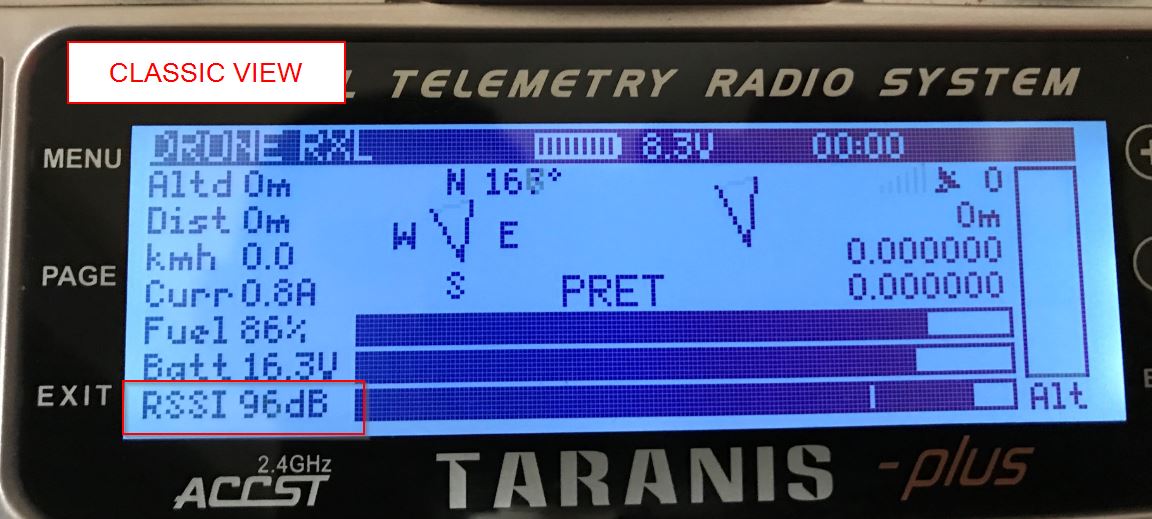 CLASSIC VIEW
L TELEMETRY RADIO SYSTEM
MENU
DRONE RXL 8.3V 00:00
Altd 0m N 0
Dist 0m W E 0m
kmh 0.0 0.000000
PAGE
Curr 0.8A S PRET 0.000000
Fuel 86%
Batt 16.3V
EXIT
RSSI 96dB Alt
2.4GHz
ACCST
TARANIS -plus